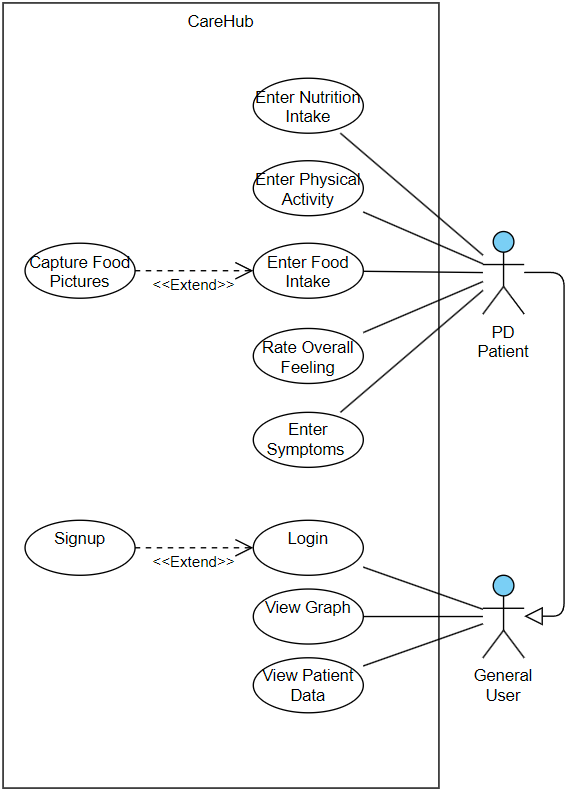 CareHub
Enter Nutrition
Intake
Enter Physical
Activity
Capture Food
Pictures
<<Extend>>
Enter Food
Intake
PD
Patient
Rate Overall
Feeling
Enter
Symptoms
Signup
<<Extend>>
Login
View Graph
View Patient
Data
General
User